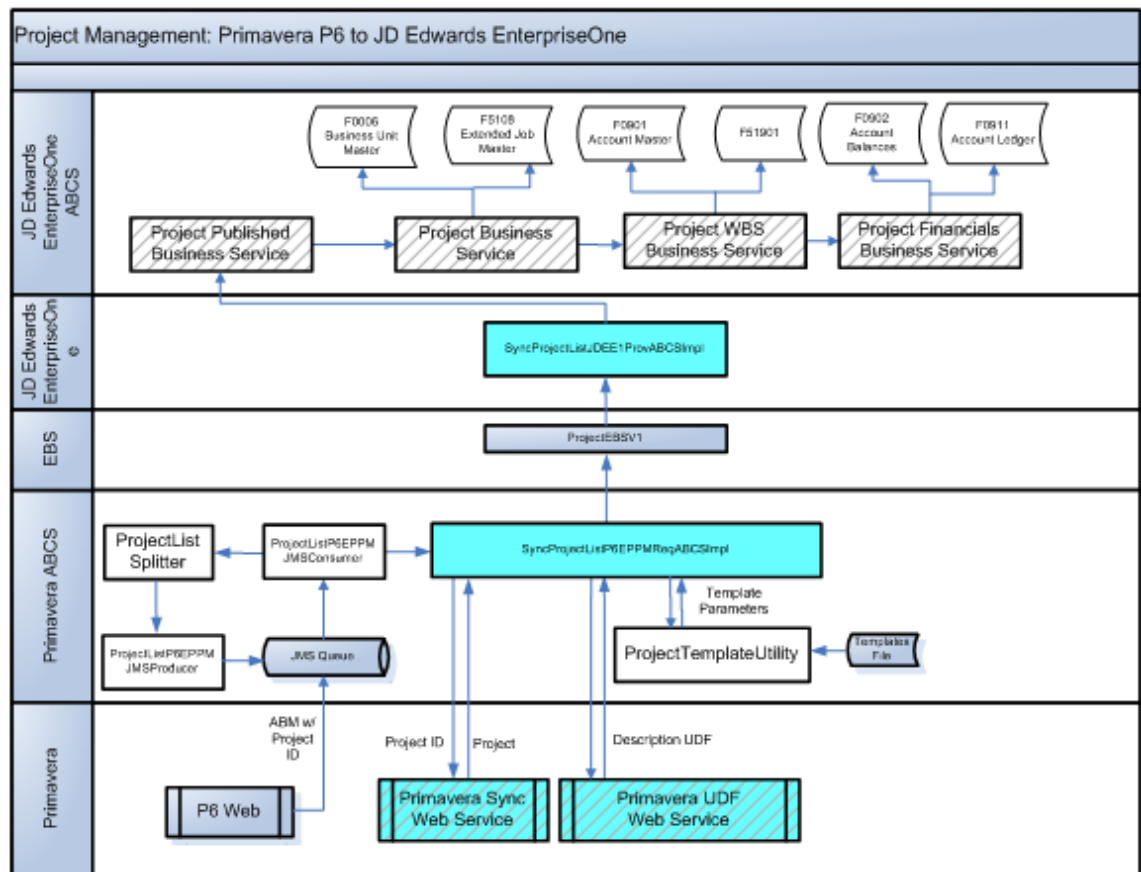 Project Management: Primavera P6 to JD Edwards EnterpriseOne
JD Edwards
EnterpriseOne
ABCS
F0006
Business Unit
Master
F5108
Extended Job
Master
F0901
Account Master
F51901
F0902
Account
Balances
F0911
Account Ledger
Project Published
Business Service
Project Business
Service
Project WBS
Business Service
Project Financials
Business Service
JD Edwards
EnterpriseOn
e
SyncProjectListJDEE1ProvABCSImpl
EBS
ProjectEBSV1
Primavera ABCS
ProjectList
Splitter
ProjectListP6EPPM
JMSConsumer
SyncProjectListP6EPPMReqABCSImpl
Template
Parameters
ProjectListP6EPPM
JMSProducer
JMS Queue
ProjectTemplateUtility
Templates
File
Primavera
ABM w/
Project
ID
Project ID
Project
Description UDF
P6 Web
Primavera Sync
Web Service
Primavera UDF
Web Service